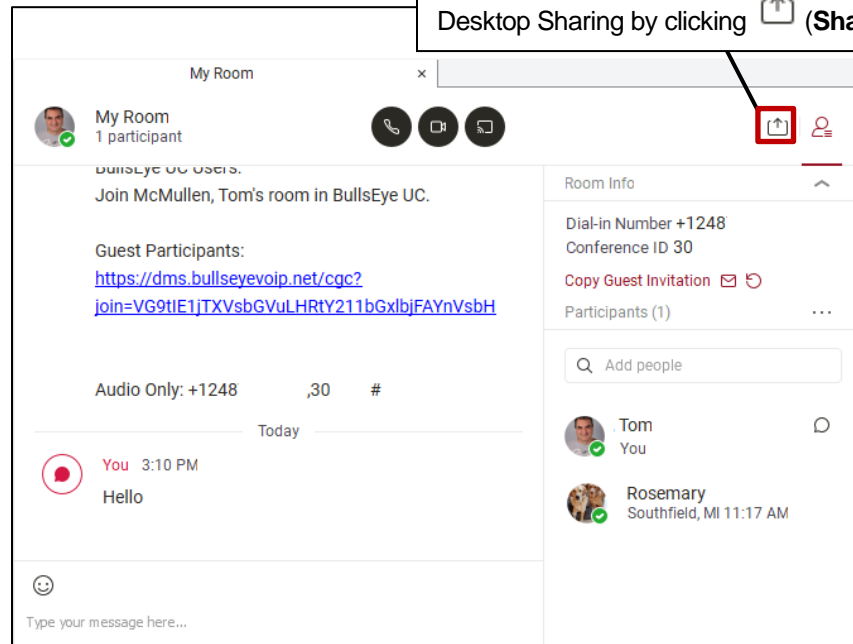 Desktop Sharing by clicking (Sha
My Room
My Room
1 participant
BullsEye UC Users:
Join McMullen, Tom's room in BullsEye UC.
Guest Participants:
https://dms.bullseyevoip.net/cgc?
join=VG9tIE1jTXVsbGVuLHRtY211bGxlbjFAYnVsbH
Audio Only: +1248 ,30 #
Today
You 3:10 PM
Hello
Type your message here...
Room Info
Dial-in Number +1248
Conference ID 30
Copy Guest Invitation
Participants (1)
Add people
Tom
You
Rosemary
Southfield, MI 11:17 AM